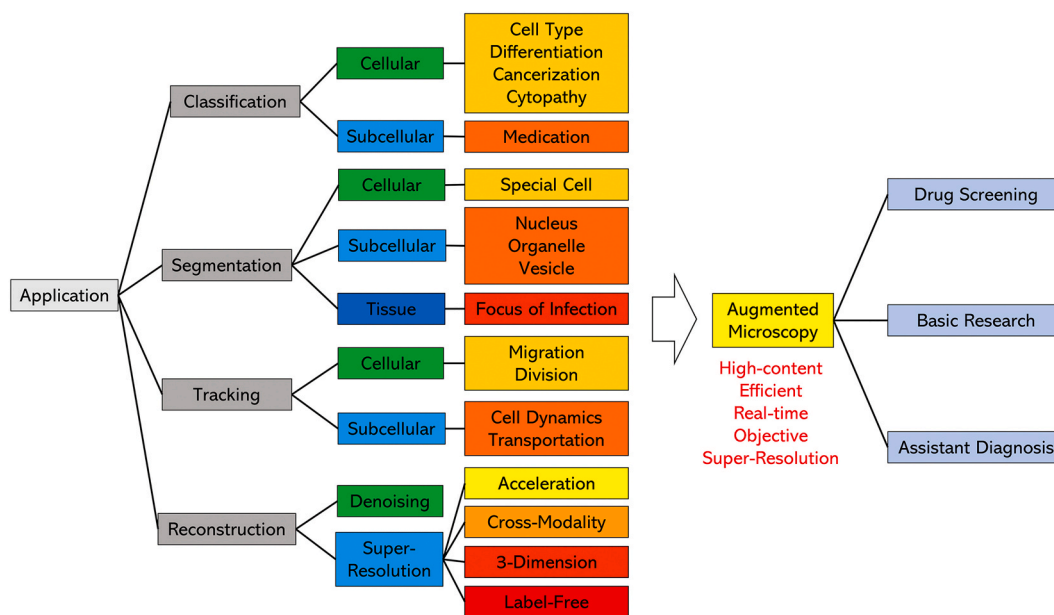 Application
Classification
Cellular
Cell Type
Differentiation
Cancerization
Cytopathy
Subcellular
Medication
Segmentation
Cellular
Special Cell
Subcellular
Nucleus
Organelle
Vesicle
Tissue
Focus of Infection
Tracking
Cellular
Migration
Division
Subcellular
Cell Dynamics
Transportation
Reconstruction
Denoising
Super-
Resolution
Acceleration
Cross-Modality
3-Dimension
Label-Free
Augmented
Microscopy
High-content
Efficient
Real-time
Objective
Super-Resolution
Drug Screening
Basic Research
Assistant Diagnosis